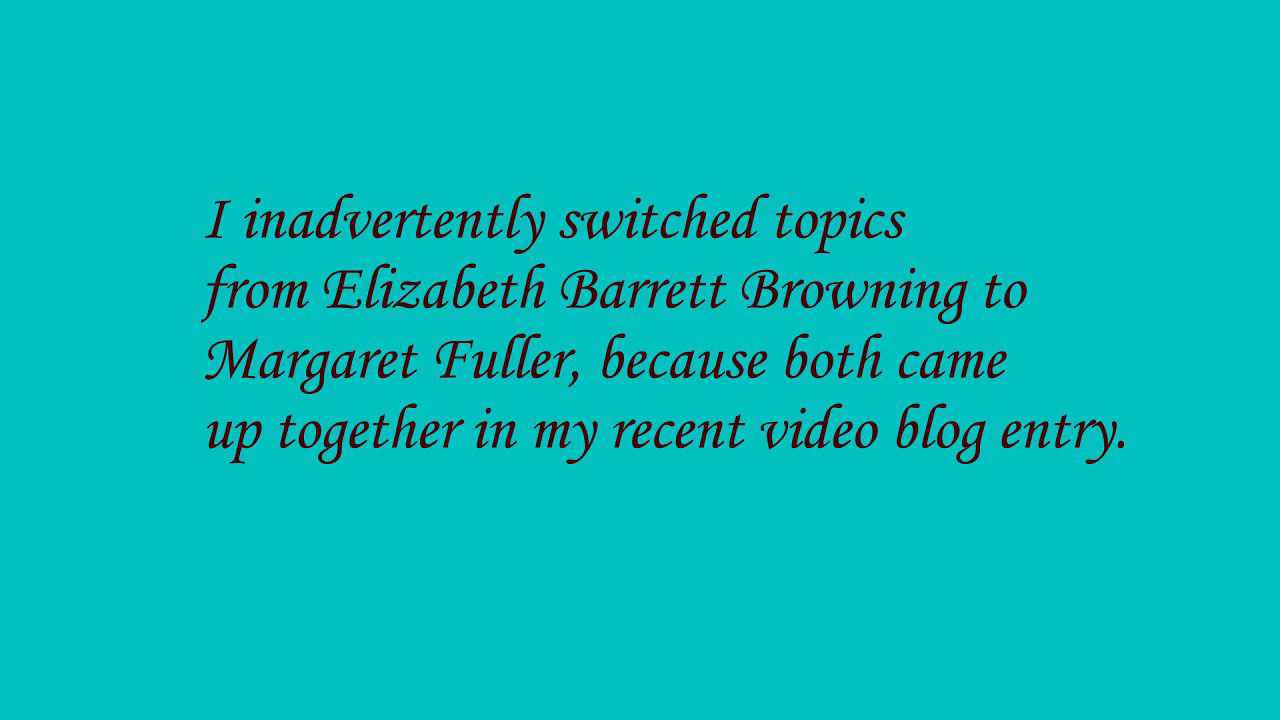 I inadvertently switched topics
from Elizabeth Barrett Browning to
Margaret Fuller, because both came
up together in my recent video blog entry.